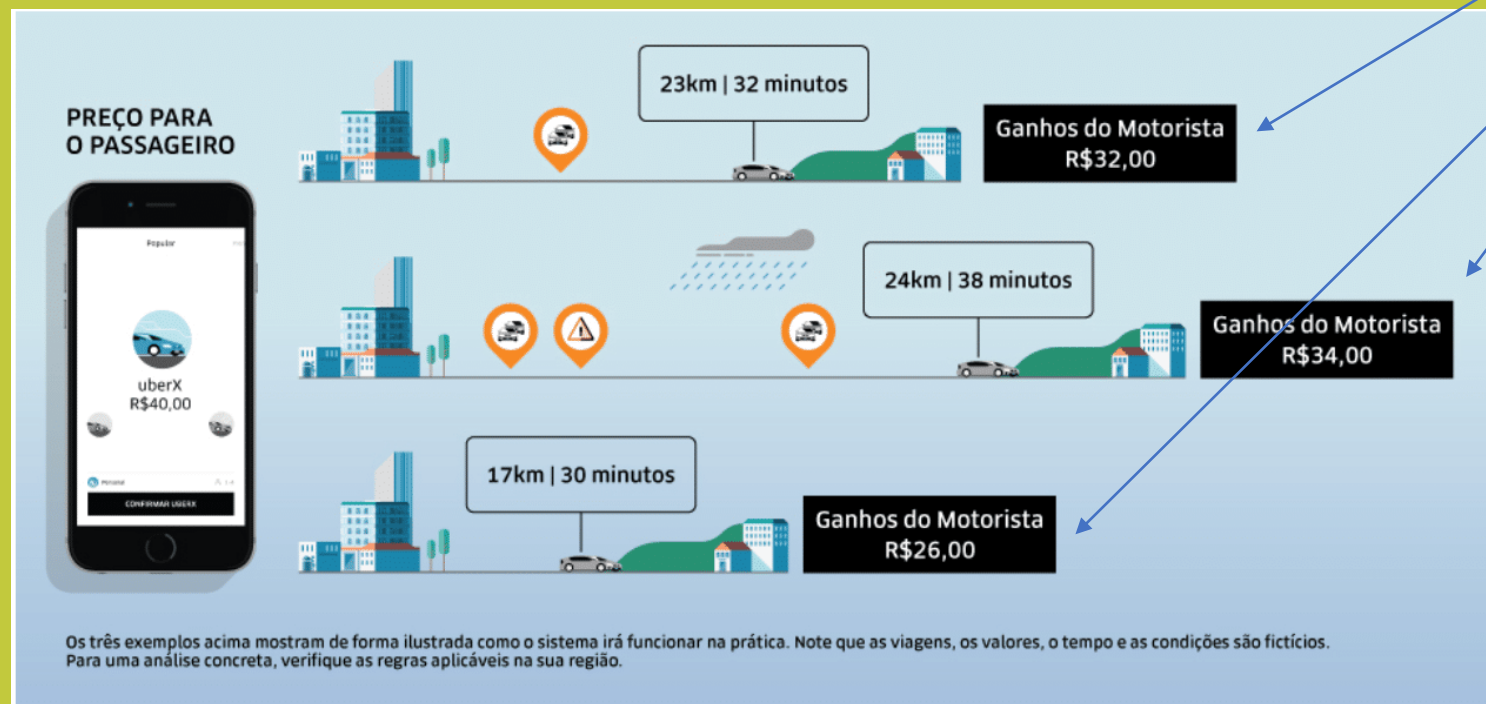 PREÇO PARA
O PASSAGEIRO
Popular
uberX
R$40,00
Personal
CONFIRMAR UBERX
23km | 32 minutos
Ganhos do Motorista
R$32,00
24km | 38 minutos
Ganhos do Motorista
R$34,00
17km | 30 minutos
Ganhos do Motorista
R$26,00
Os três exemplos acima mostram de forma ilustrada como o sistema irá funcionar na prática. Note que as viagens, os valores, o tempo e as condições são fictícios.
Para uma análise concreta, verifique as regras aplicáveis na sua região.